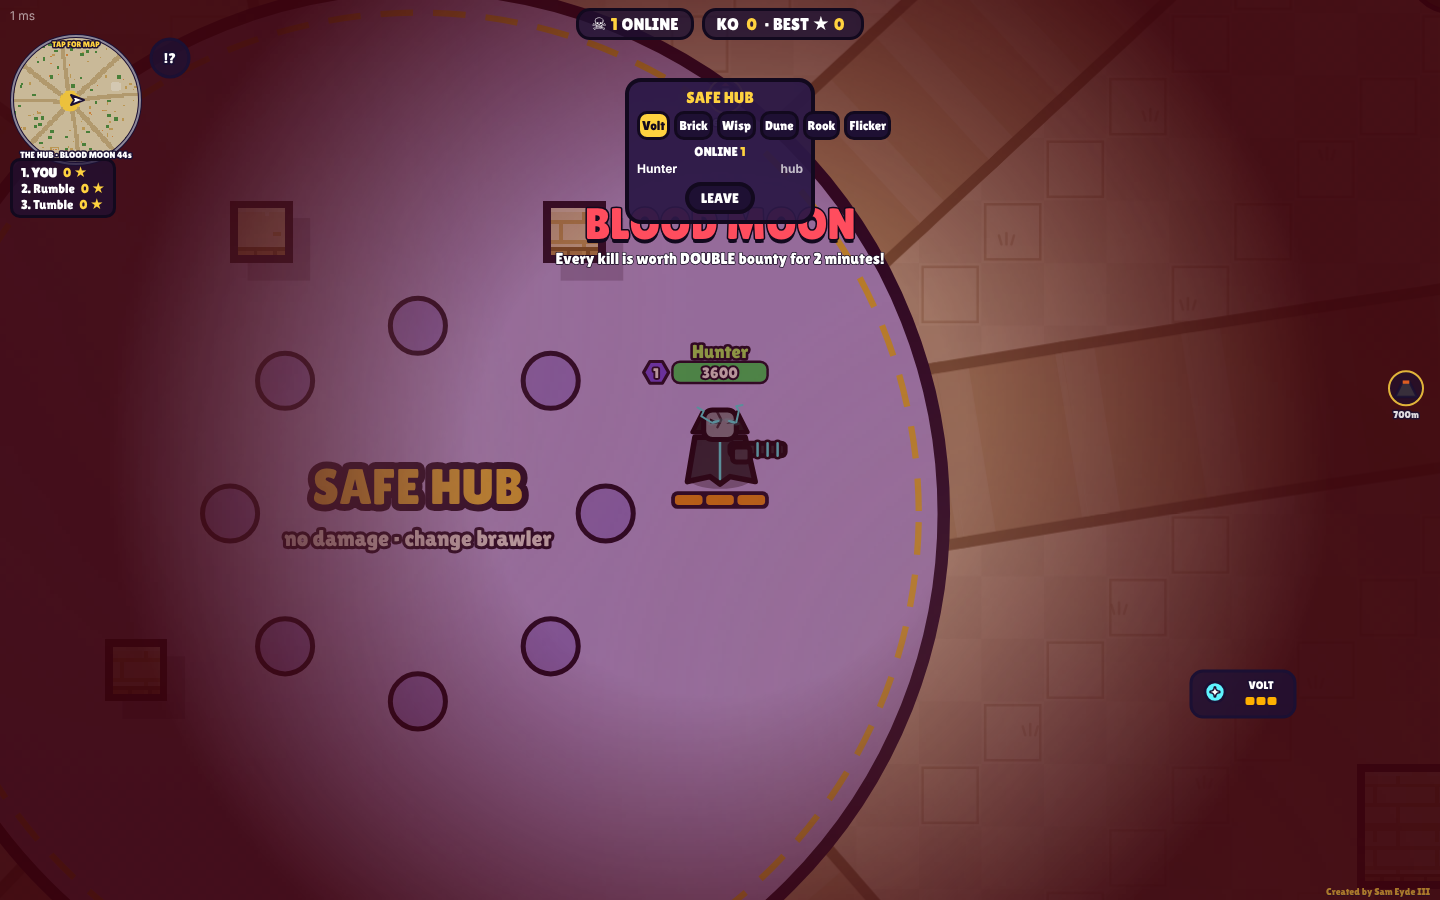 1 ms
☠ 1 ONLINE
KO 0 · BEST ★ 0
TAP FOR MAP
!?
THE HUB · BLOOD MOON 44s
1. YOU 0 ★
2. Rumble 0 ★
3. Tumble 0 ★
SAFE HUB
Volt Brick Wisp Dune Rook Flicker
ONLINE 1
Hunter hub
LEAVE
BLOOD MOON
Every kill is worth DOUBLE bounty for 2 minutes!
Hunter
1 3600
700m
SAFE HUB
no damage · change brawler
VOLT
Created by Sam Eyde III